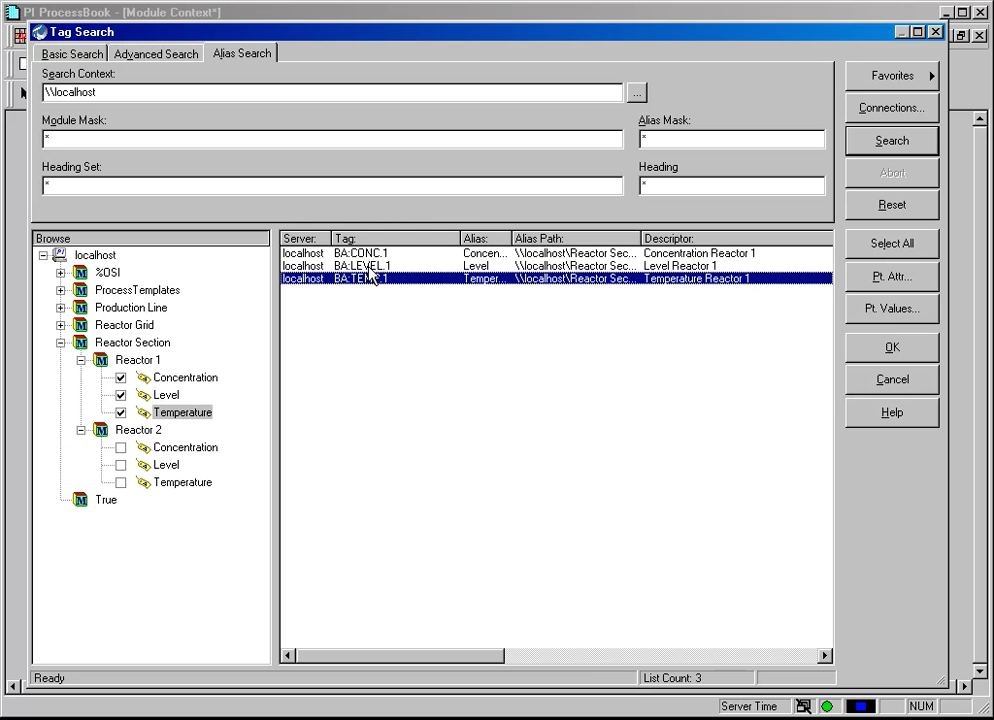 PI ProcessBook - [Module Context*]
Tag Search
Basic Search
Advanced Search
Alias Search
Search Context:
\\localhost
...
Module Mask:
Alias Mask:
*
*
Heading Set:
Heading
*
*
Favorites
Connections...
Search
Abort
Reset
Select All
Pt. Attr...
Pt. Values...
OK
Cancel
Help
Browse
localhost
%OSI
ProcessTemplates
Production Line
Reactor Grid
Reactor Section
Reactor 1
Concentration
Level
Temperature
Reactor 2
Concentration
Level
Temperature
True
Server: Tag: Alias: Alias Path: Descriptor:
localhost BA:CONC.1 Concen... \\localhost\Reactor Sec... Concentration Reactor 1
localhost BA:LEVEL.1 Level \\localhost\Reactor Sec... Level Reactor 1
localhost BA:TEMP.1 Temper... \\localhost\Reactor Sec... Temperature Reactor 1
Ready
List Count: 3
Server Time
NUM